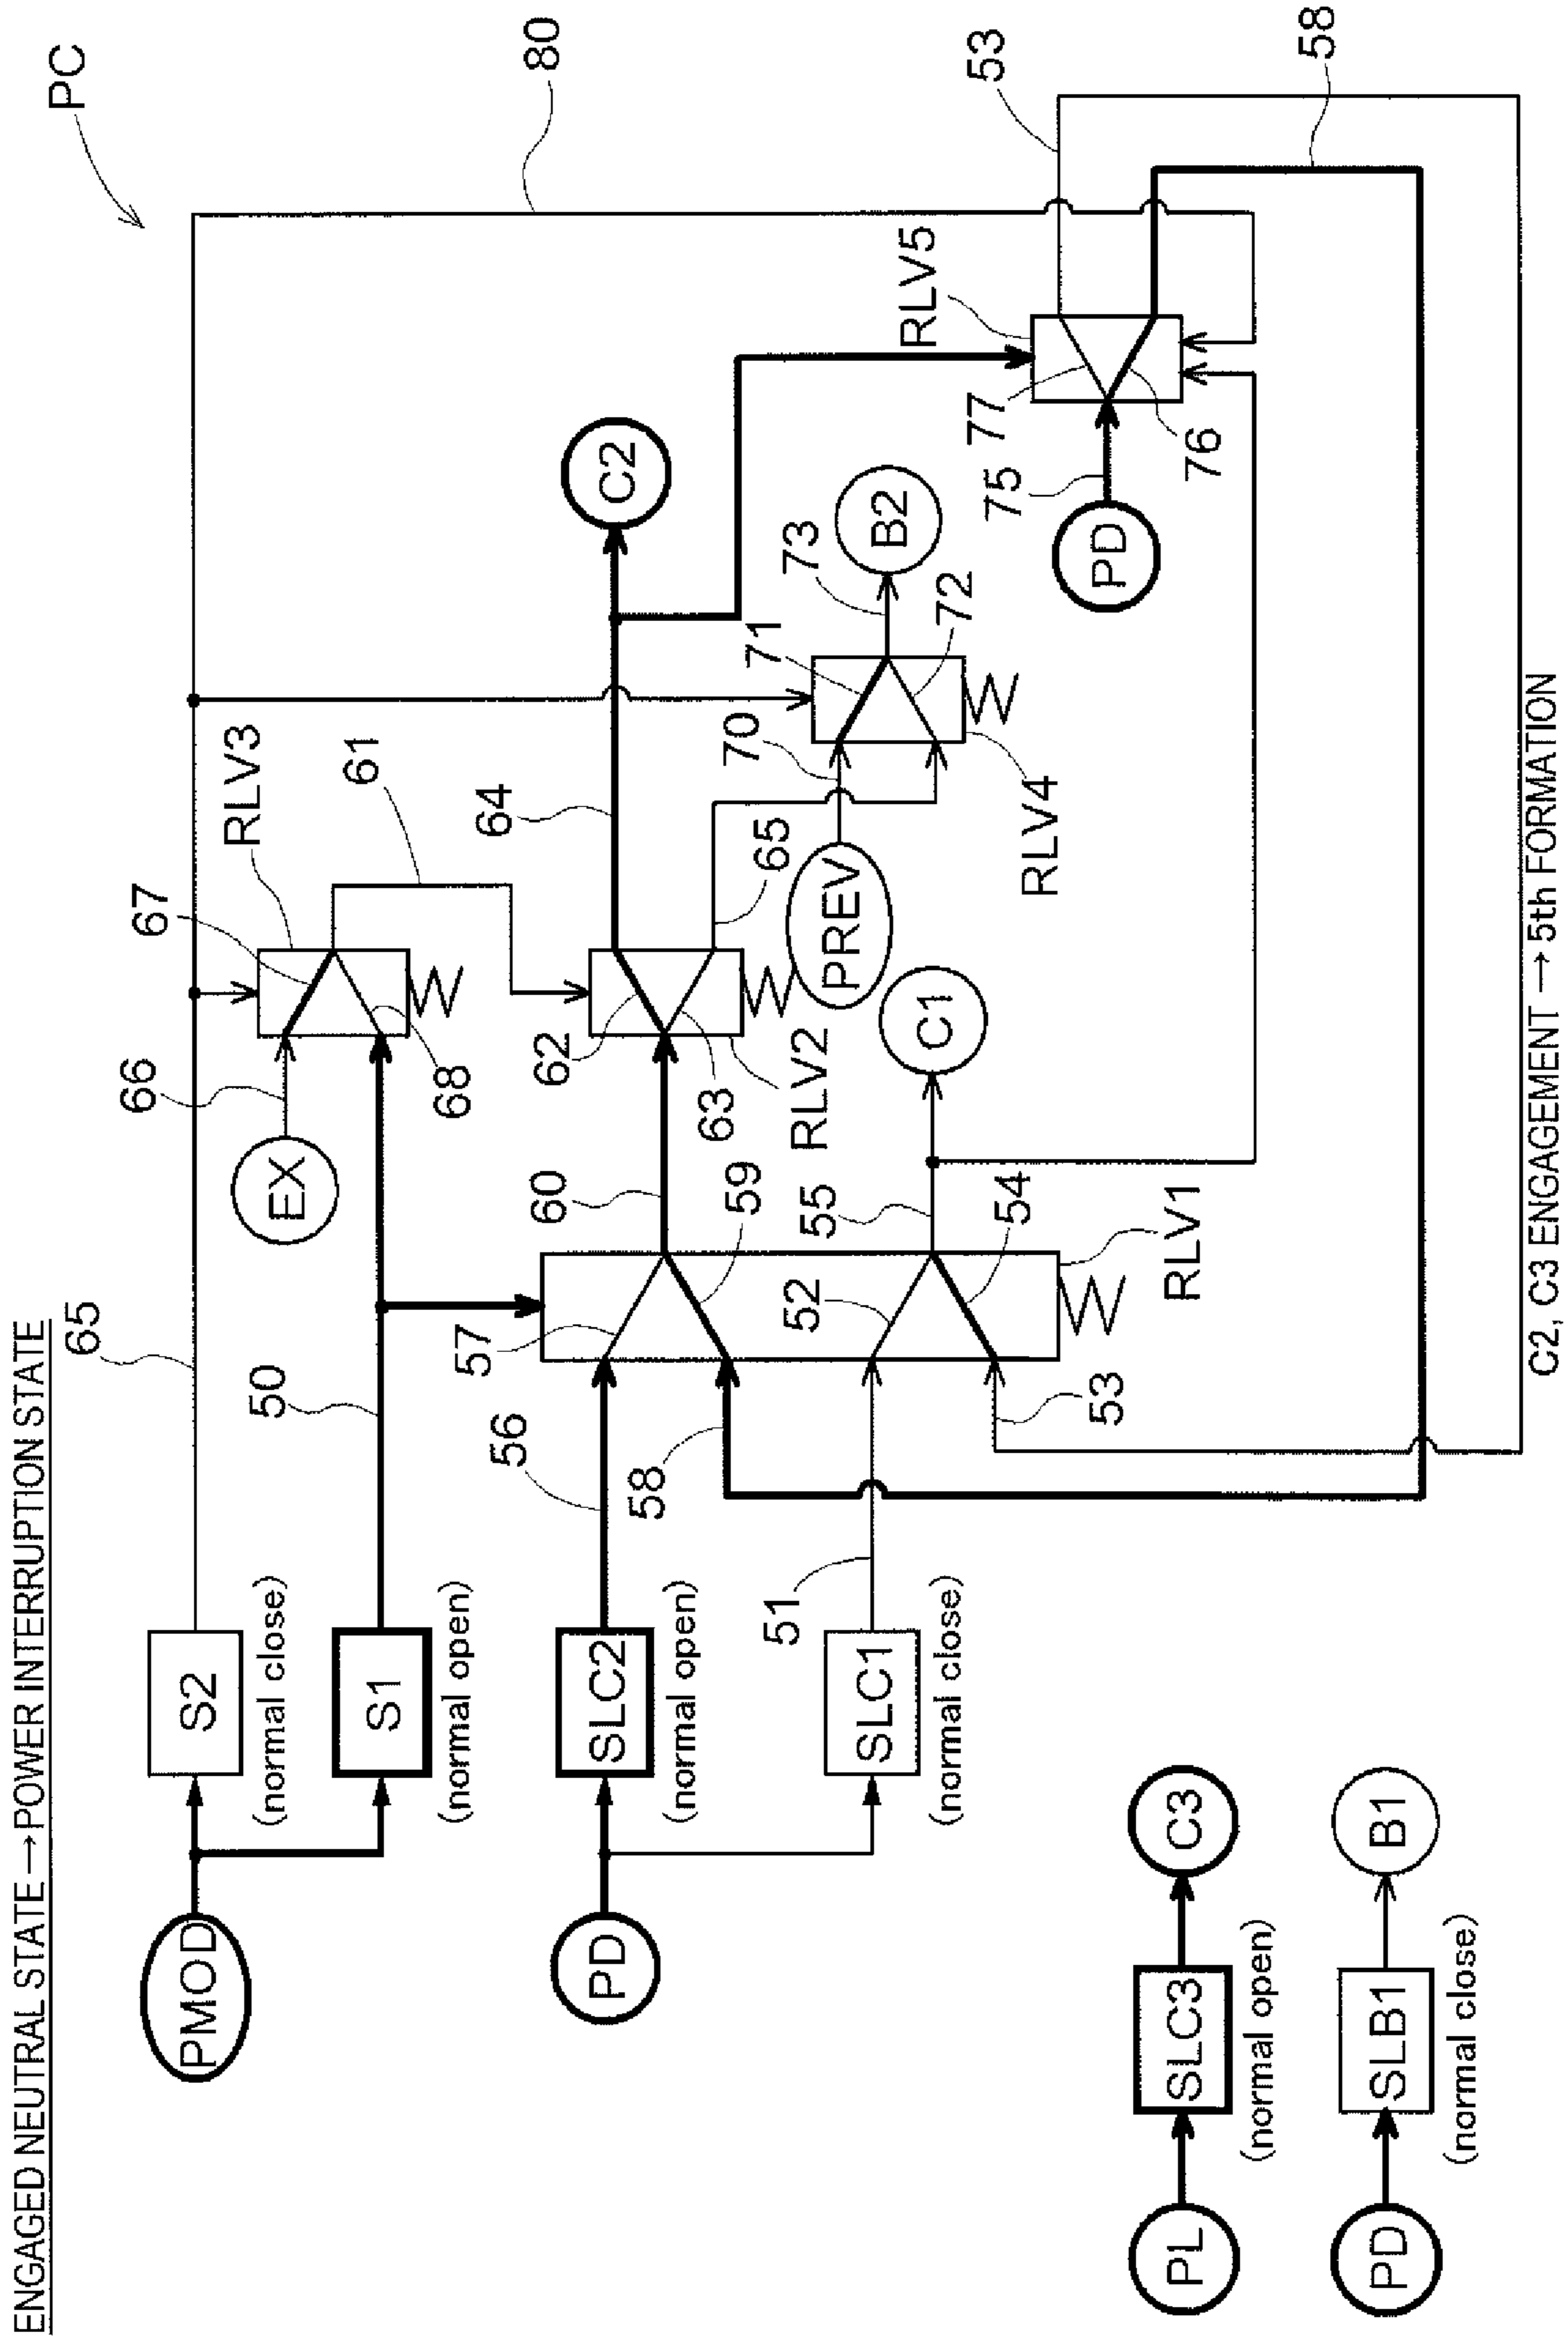 ENGAGED NEUTRAL STATE → POWER INTERRUPTION STATE
PC
65
80
PMOD
S2
(normal close)
66
67
RLV3
EX
68
61
50
S1
(normal open)
56
57
60
62
64
C2
PD
SLC2
(normal open)
58
59
63
RLV2
65
70
71
73
B2
72
PREV
RLV4
51
52
55
C1
SLC1
(normal close)
53
54
RLV1
RLV5
53
77
75
PD
76
58
PL
SLC3
(normal open)
C3
PD
SLB1
(normal close)
B1
C2, C3 ENGAGEMENT → 5th FORMATION